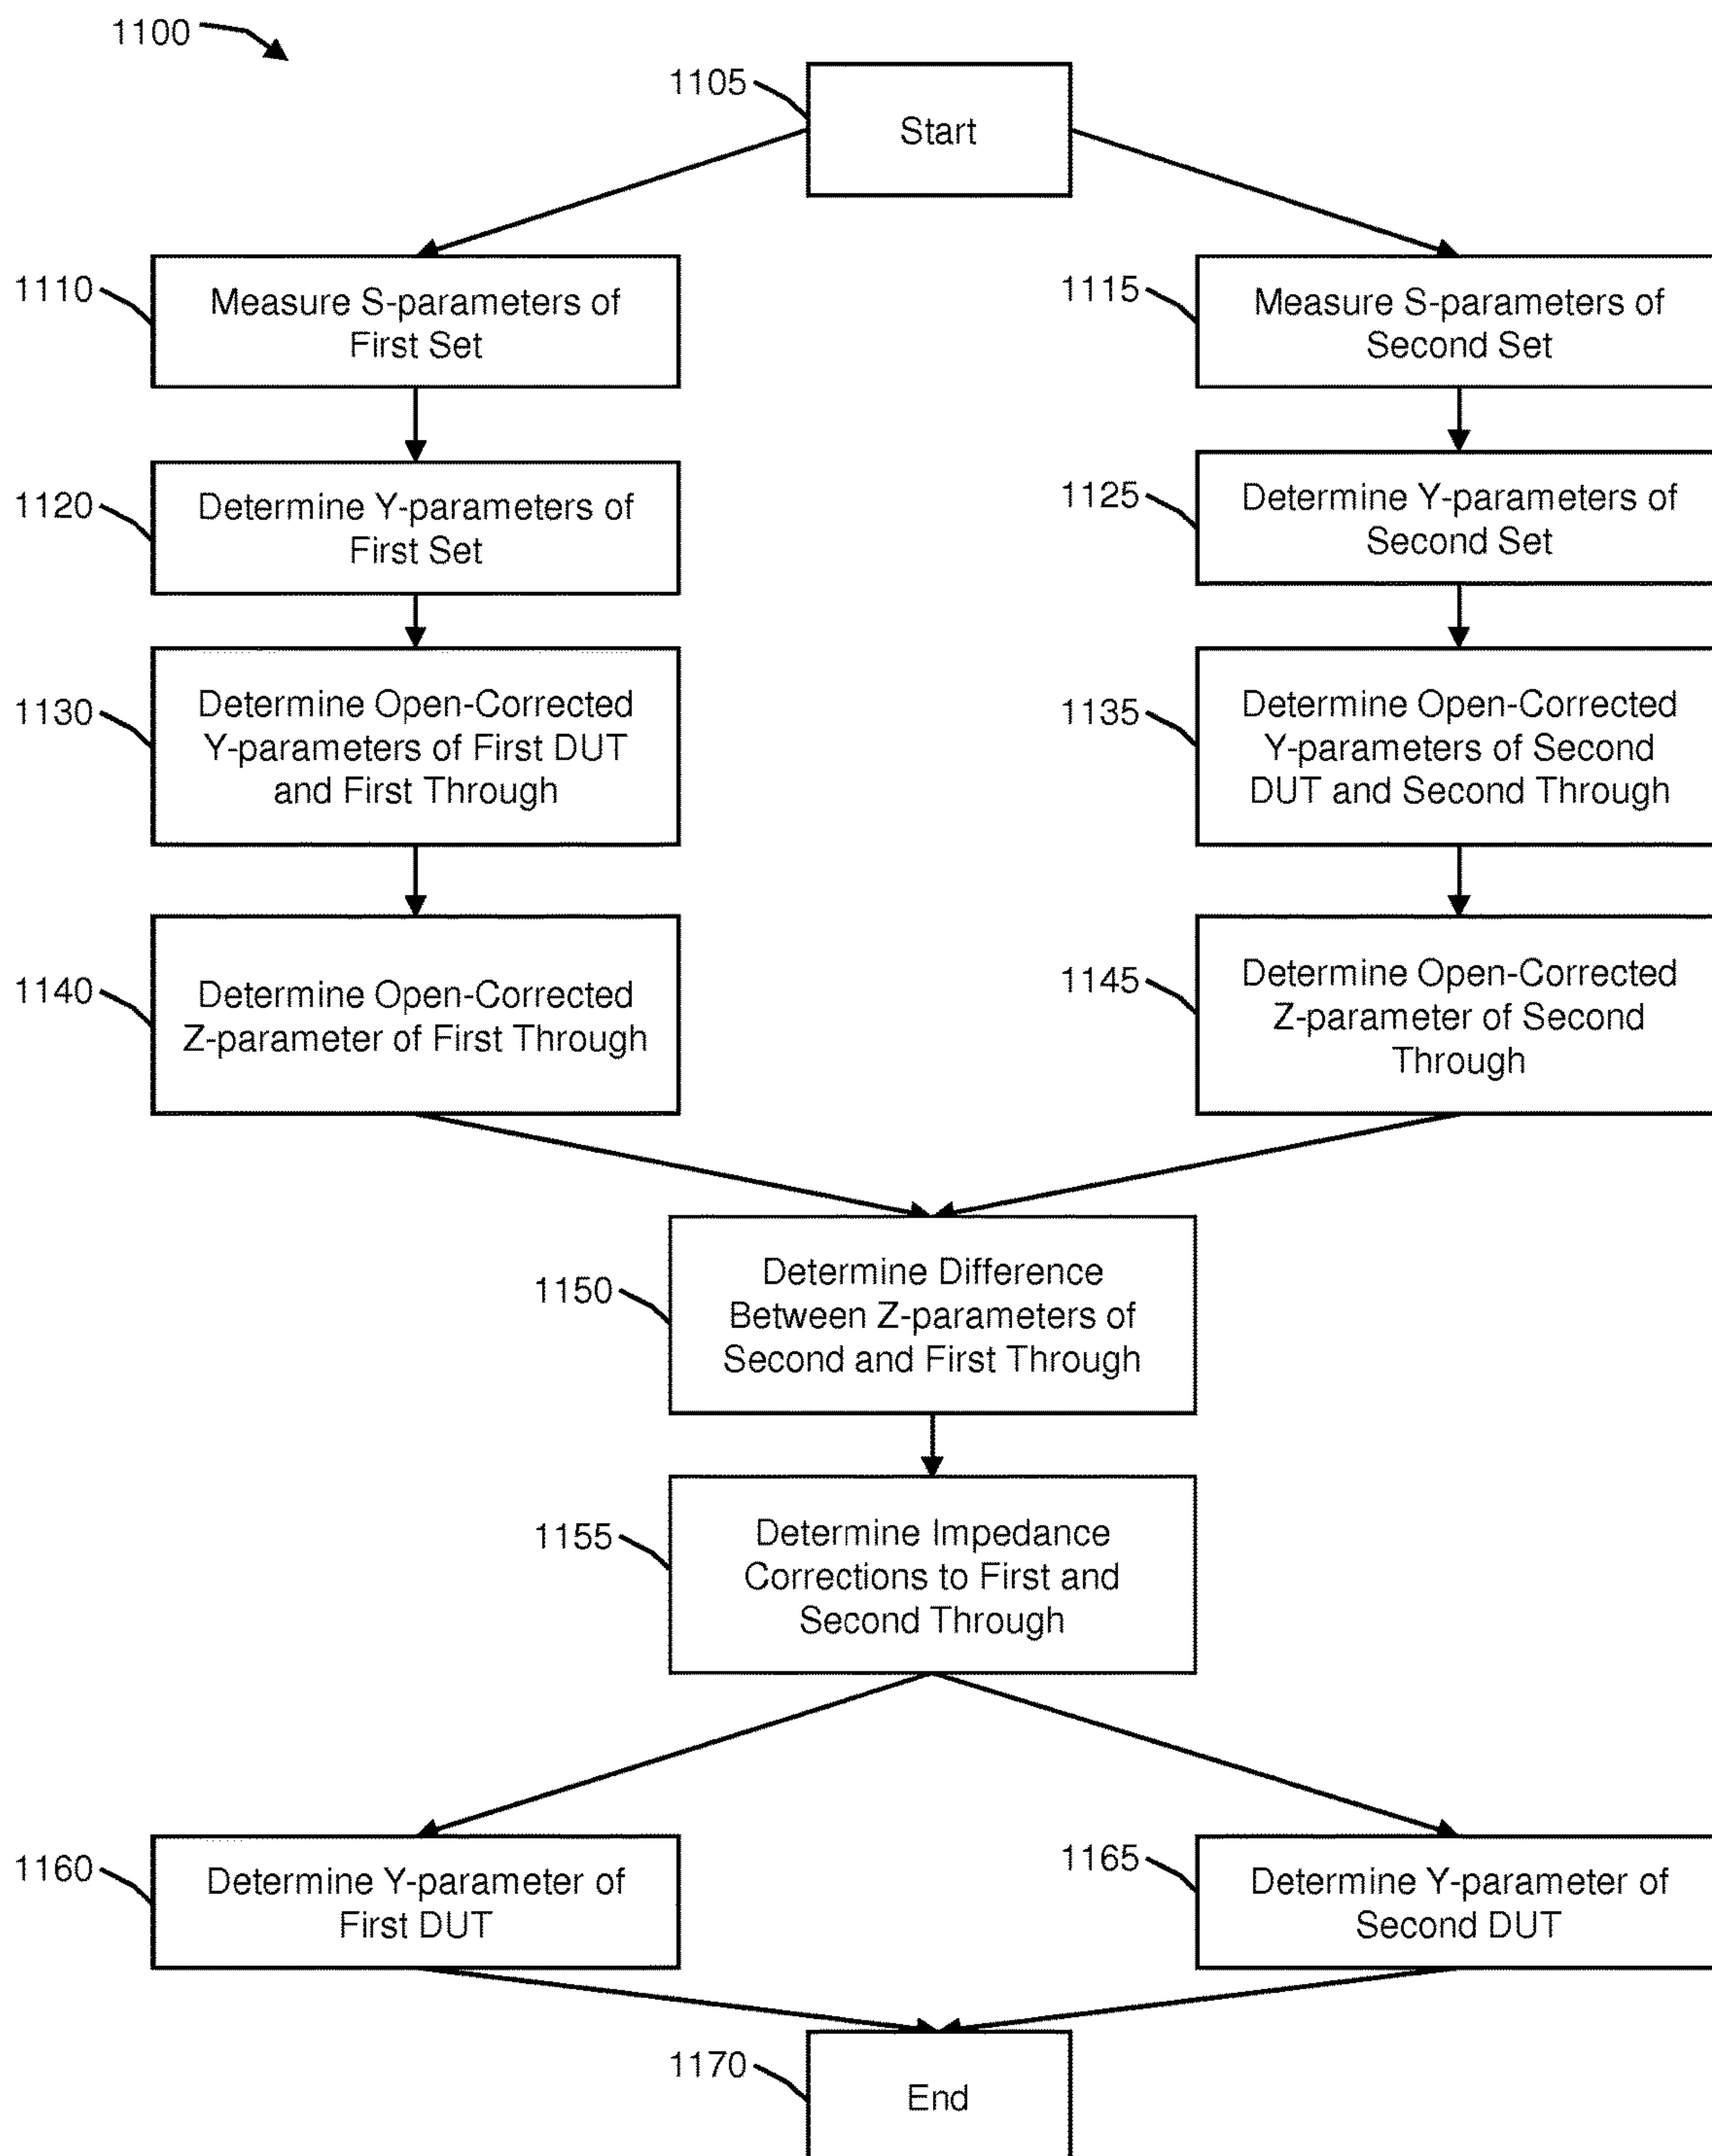 1100
1105
Start
1110
Measure S-parameters of
First Set
1115
Measure S-parameters of
Second Set
1120
Determine Y-parameters of
First Set
1125
Determine Y-parameters of
Second Set
1130
Determine Open-Corrected
Y-parameters of First DUT
and First Through
1135
Determine Open-Corrected
Y-parameters of Second
DUT and Second Through
1140
Determine Open-Corrected
Z-parameter of First Through
1145
Determine Open-Corrected
Z-parameter of Second
Through
1150
Determine Difference
Between Z-parameters of
Second and First Through
1155
Determine Impedance
Corrections to First and
Second Through
1160
Determine Y-parameter of
First DUT
1165
Determine Y-parameter of
Second DUT
1170
End